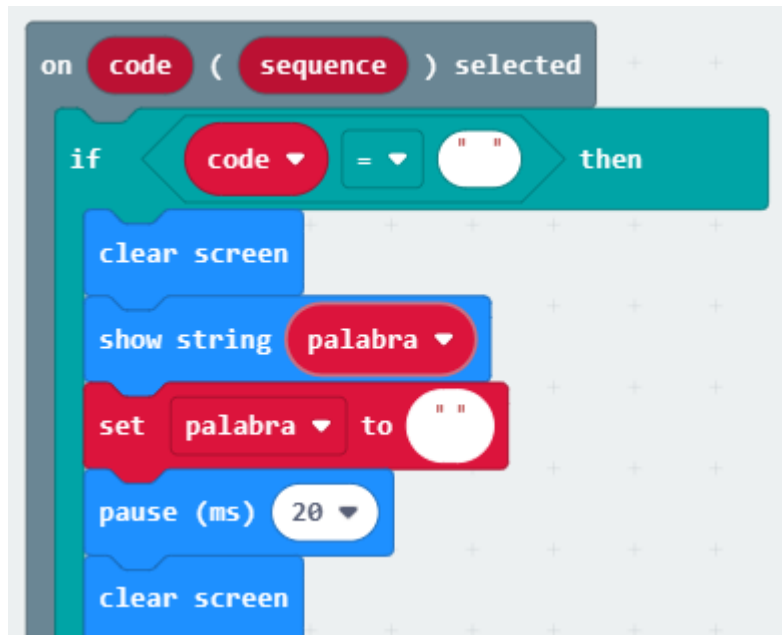 on code ( sequence ) selected
if code = " " then
clear screen
show string palabra
set palabra to " "
pause (ms) 20
clear screen